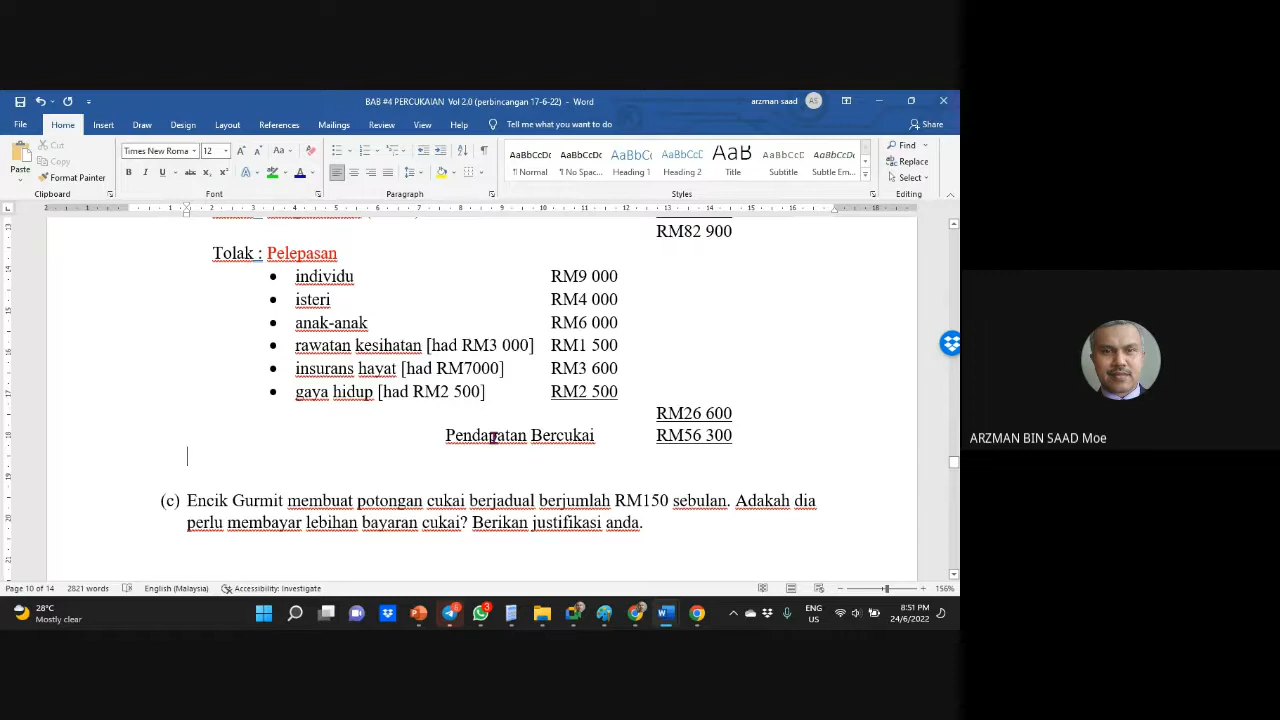 BAB #4 PERCUKAIAN Vol 2.0 (perbincangan 17-6-22) - Word
arzman saad
AS
File Home Insert Draw Design Layout References Mailings Review View Help Tell me what you want to do Share
Paste
Cut
Copy
Format Painter
Clipboard
Times New Roma 12
Font
Paragraph
AaBbCcDc AaBbCcDc AaBbCc AaBbCcD AaB AaBbCcD AaBbCcDc
¶ Normal ¶ No Spac... Heading 1 Heading 2 Title Subtitle Subtle Em...
Styles
Find
Replace
Select
Editing
RM82 900
Tolak : Pelepasan
• individu RM9 000
• isteri RM4 000
• anak-anak RM6 000
• rawatan kesihatan [had RM3 000] RM1 500
• insurans hayat [had RM7000] RM3 600
• gaya hidup [had RM2 500] RM2 500
RM26 600
Pendapatan Bercukai RM56 300
(c) Encik Gurmit membuat potongan cukai berjadual berjumlah RM150 sebulan. Adakah dia
perlu membayar lebihan bayaran cukai? Berikan justifikasi anda.
ARZMAN BIN SAAD Moe
Page 10 of 14 2821 words English (Malaysia) Accessibility: Investigate 156%
28°C
Mostly clear
ENG
US
8:51 PM
24/6/2022